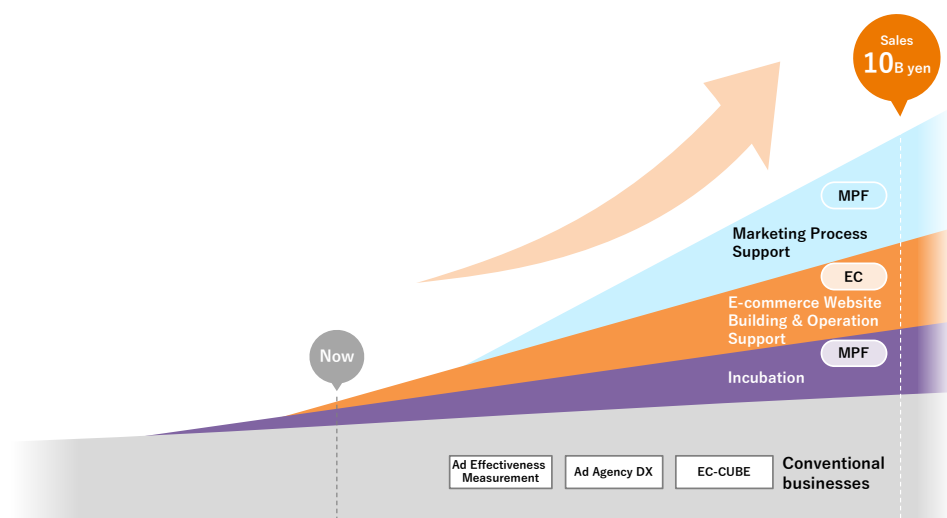 Sales
10B yen
MPF
Marketing Process
Support
EC
E-commerce Website
Building & Operation
Support
MPF
Incubation
Now
Ad Effectiveness
Measurement
Ad Agency DX
EC-CUBE
Conventional
businesses